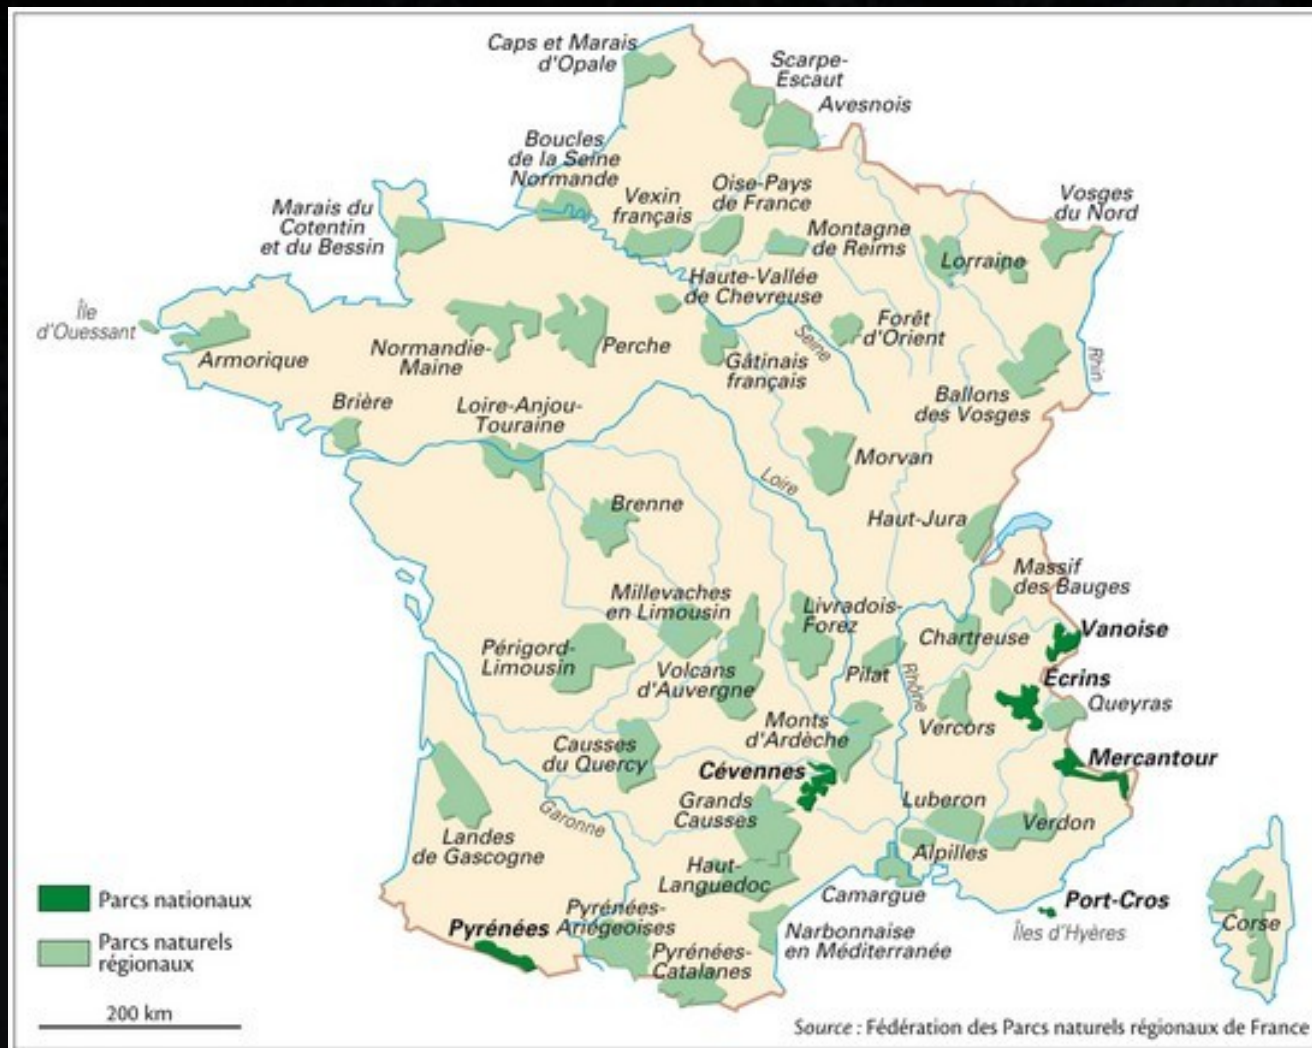 Caps et Marais
d'Opale
Scarpe-
Escaut
Avesnois
Boucles
de la Seine
Normande
Vexin
français
Oise-Pays
de France
Montagne
de Reims
Vosges
du Nord
Marais du
Cotentin
et du Bessin
Lorraine
Haute-Vallée
de Chevreuse
Île
d'Ouessant
Armorique
Normandie-
Maine
Perche
Gâtinais
français
Seine
Forêt
d'Orient
Rhin
Ballons
des Vosges
Brière
Loire-Anjou-
Touraine
Morvan
Loire
Brenne
Haut-Jura
Massif
des Bauges
Millevaches
en Limousin
Livradois-
Forez
Chartreuse
Vanoise
Périgord-
Limousin
Volcans
d'Auvergne
Pilat
Rhône
Écrins
Queyras
Vercors
Monts
d'Ardèche
Causses
du Quercy
Cévennes
Mercantour
Grands
Causses
Luberon
Verdon
Garonne
Landes
de Gascogne
Alpilles
Haut-
Languedoc
Camargue
Port-Cros
Îles d'Hyères
Corse
Pyrénées
Pyrénées-
Ariégeoises
Pyrénées-
Catalanes
Narbonnaise
en Méditerranée
Parcs nationaux
Parcs naturels
régionaux
200 km
Source : Fédération des Parcs naturels régionaux de France